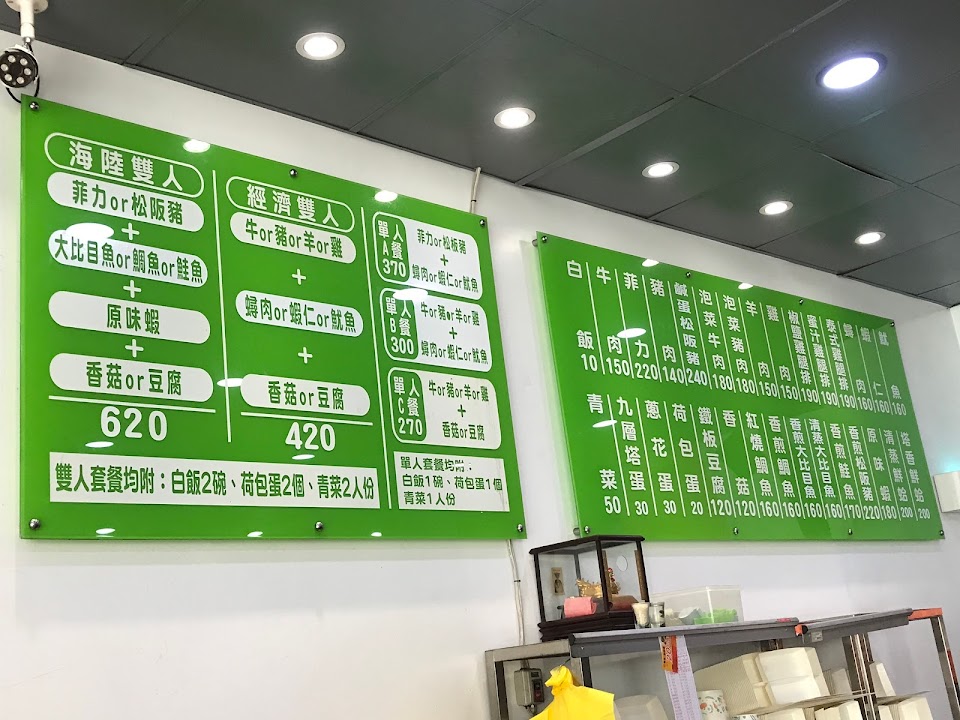 海陸雙人
菲力or松阪豬
+
大比目魚or鯛魚or鮭魚
+
原味蝦
+
香菇or豆腐
620
經濟雙人
牛or豬or羊or雞
+
蟳肉or蝦仁or魷魚
+
香菇or豆腐
420
雙人套餐均附：白飯2碗、荷包蛋2個、青菜2人份
單人A餐370
菲力or松板豬
+
蟳肉or蝦仁or魷魚
單人B餐300
牛or豬or羊or雞
+
蟳肉or蝦仁or魷魚
單人C餐270
牛or豬or羊or雞
+
香菇or豆腐
單人套餐均附：
白飯1碗、荷包蛋1個
青菜1人份
白飯10
牛肉150
菲力220
豬肉140
鹹蛋松阪豬240
泡菜牛肉180
泡菜豬肉180
羊肉150
雞肉150
椒鹽雞腿排190
蜜汁雞腿排190
泰式雞腿排190
蟳肉160
蝦仁160
魷魚160
青菜50
九層塔蛋30
蔥花蛋30
荷包蛋20
鐵板豆腐120
香菇120
紅燒鯛魚160
香煎鯛魚160
香煎大比目魚160
清蒸大比目魚160
香煎鮭魚170
香煎松阪豬220
原味蝦180
清蒸鮮蛤200
塔香鮮蛤200